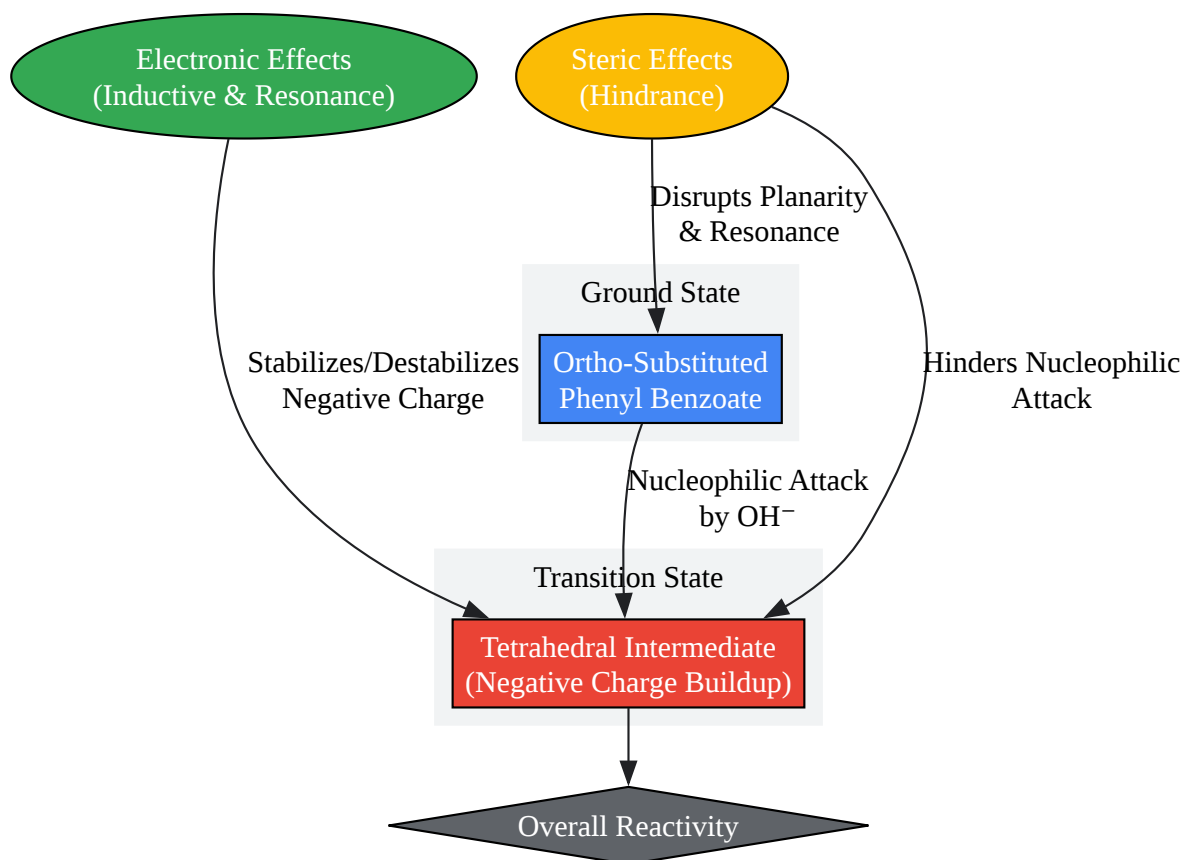 Electronic Effects
(Inductive & Resonance)
Steric Effects
(Hindrance)
Disrupts Planarity
& Resonance
Ground State
Ortho-Substituted
Phenyl Benzoate
Stabilizes/Destabilizes
Negative Charge
Hinders Nucleophilic
Attack
Nucleophilic Attack
by OH⁻
Transition State
Tetrahedral Intermediate
(Negative Charge Buildup)
Overall Reactivity